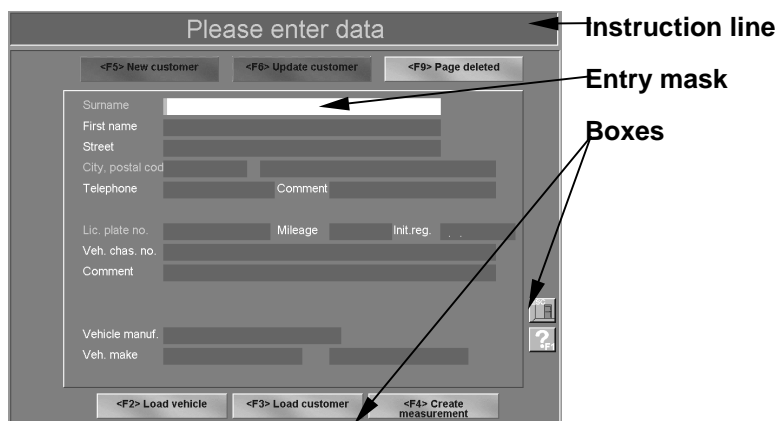 Please enter data
Instruction line
<F5> New customer <F6> Update customer <F9> Page deleted
Entry mask
Surname
First name
Street
Boxes
City, postal cod
Telephone Comment
Lic. plate no. Mileage Init.reg. . .
Veh. chas. no.
Comment
Vehicle manuf.
? F1
Veh. make
<F2> Load vehicle <F3> Load customer <F4> Create
measurement